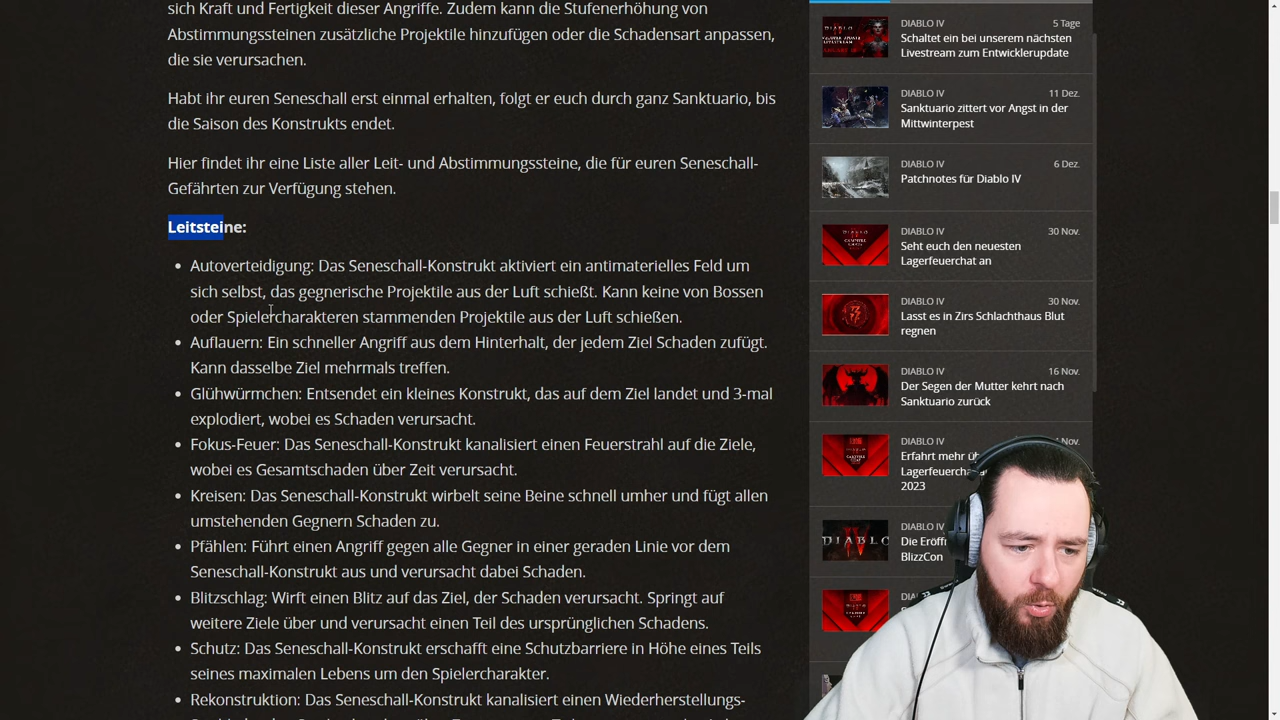 sich Kraft und Fertigkeit dieser Angriffe. Zudem kann die Stufenerhöhung von
Abstimmungssteinen zusätzliche Projektile hinzufügen oder die Schadensart anpassen,
die sie verursachen.
Habt ihr euren Seneschall erst einmal erhalten, folgt er euch durch ganz Sanktuario, bis
die Saison des Konstrukts endet.
Hier findet ihr eine Liste aller Leit- und Abstimmungssteine, die für euren Seneschall-
Gefährten zur Verfügung stehen.
Leitsteine:
• Autoverteidigung: Das Seneschall-Konstrukt aktiviert ein antimaterielles Feld um
sich selbst, das gegnerische Projektile aus der Luft schießt. Kann keine von Bossen
oder Spielercharakteren stammenden Projektile aus der Luft schießen.
• Auflauern: Ein schneller Angriff aus dem Hinterhalt, der jedem Ziel Schaden zufügt.
Kann dasselbe Ziel mehrmals treffen.
• Glühwürmchen: Entsendet ein kleines Konstrukt, das auf dem Ziel landet und 3-mal
explodiert, wobei es Schaden verursacht.
• Fokus-Feuer: Das Seneschall-Konstrukt kanalisiert einen Feuerstrahl auf die Ziele,
wobei es Gesamtschaden über Zeit verursacht.
• Kreisen: Das Seneschall-Konstrukt wirbelt seine Beine schnell umher und fügt allen
umstehenden Gegnern Schaden zu.
• Pfählen: Führt einen Angriff gegen alle Gegner in einer geraden Linie vor dem
Seneschall-Konstrukt aus und verursacht dabei Schaden.
• Blitzschlag: Wirft einen Blitz auf das Ziel, der Schaden verursacht. Springt auf
weitere Ziele über und verursacht einen Teil des ursprünglichen Schadens.
• Schutz: Das Seneschall-Konstrukt erschafft eine Schutzbarriere in Höhe eines Teils
seines maximalen Lebens um den Spielercharakter.
• Rekonstruktion: Das Seneschall-Konstrukt kanalisiert einen Wiederherstellungs-
DIABLO IV 5 Tage
Schaltet ein bei unserem nächsten
Livestream zum Entwicklerupdate
DIABLO IV 11 Dez.
Sanktuario zittert vor Angst in der
Mittwinterpest
DIABLO IV 6 Dez.
Patchnotes für Diablo IV
DIABLO IV 30 Nov.
Seht euch den neuesten
Lagerfeuerchat an
DIABLO IV 30 Nov.
Lasst es in Zirs Schlachthaus Blut
regnen
DIABLO IV 16 Nov.
Der Segen der Mutter kehrt nach
Sanktuario zurück
DIABLO IV Nov.
Erfahrt mehr
2023
DIABLO IV
Die
BlizzCon
DIABLO